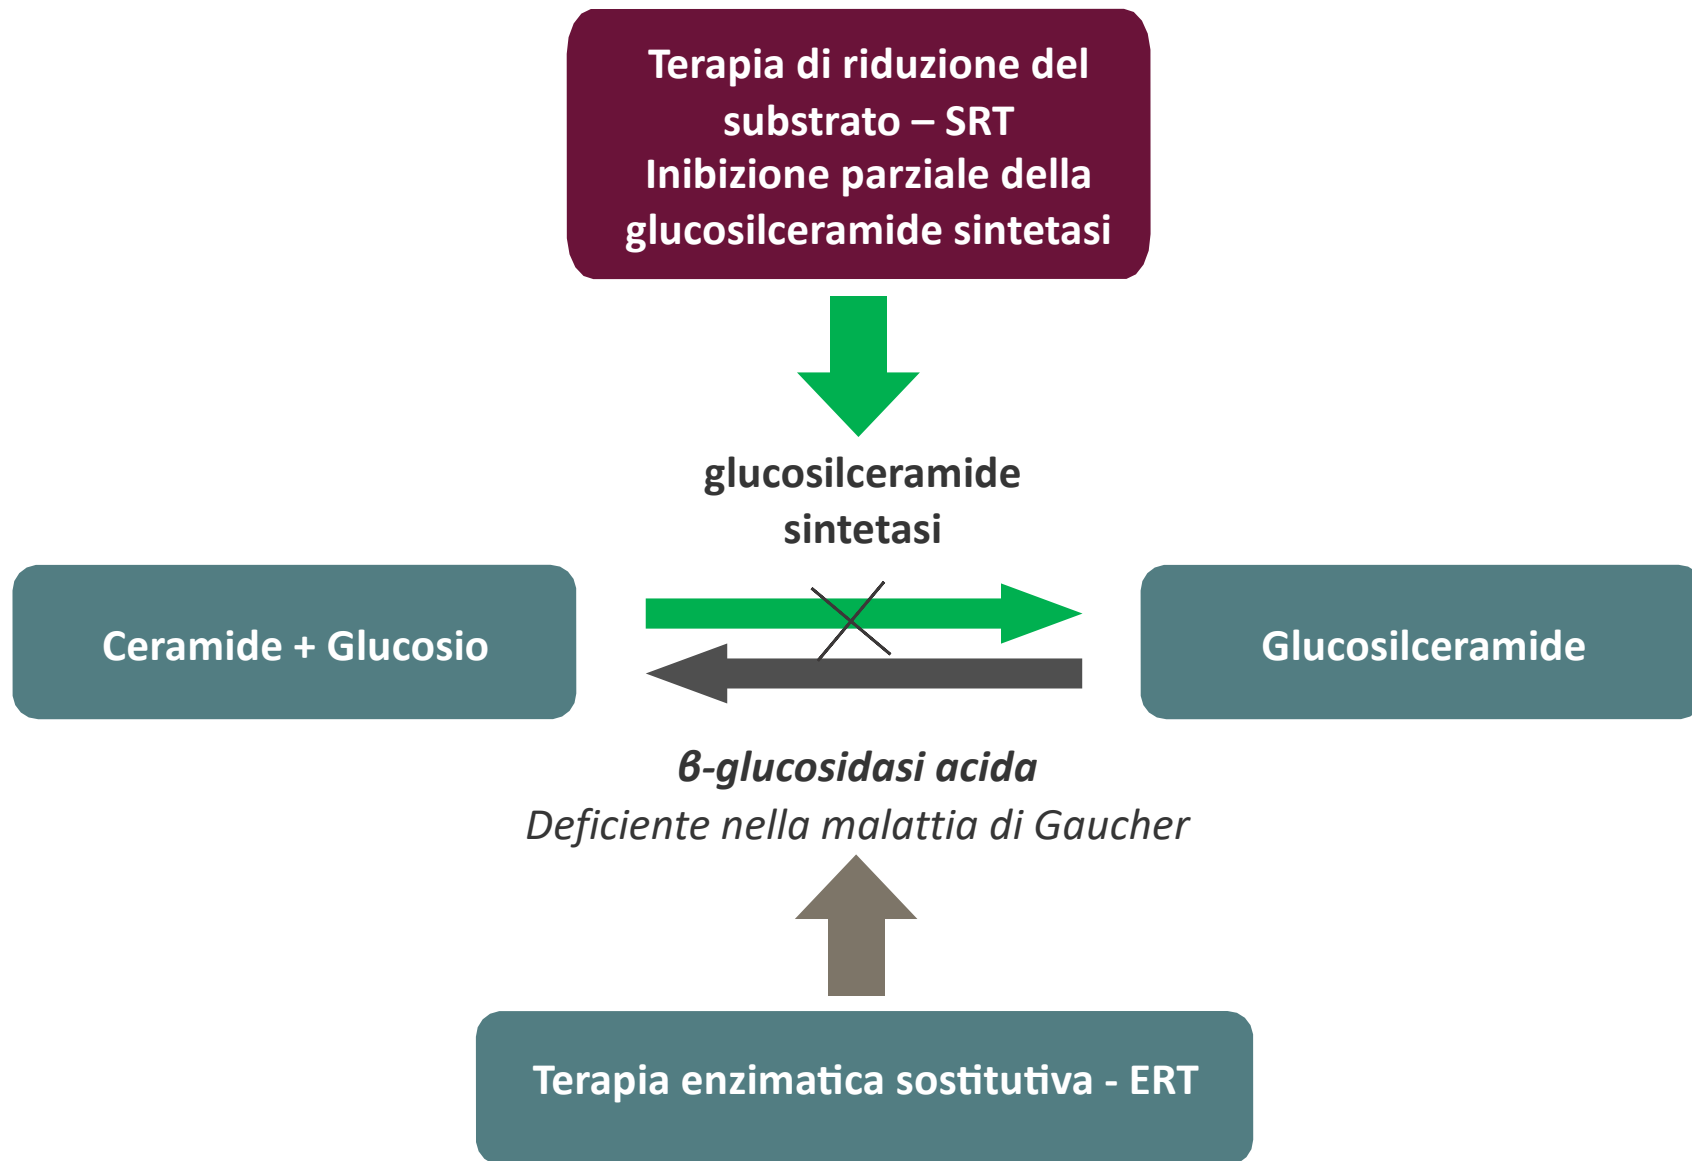 Terapia di riduzione del
substrato – SRT
Inibizione parziale della
glucosilceramide sintetasi
glucosilceramide
sintetasi
Ceramide + Glucosio
Glucosilceramide
β-glucosidasi acida
Deficiente nella malattia di Gaucher
Terapia enzimatica sostitutiva - ERT